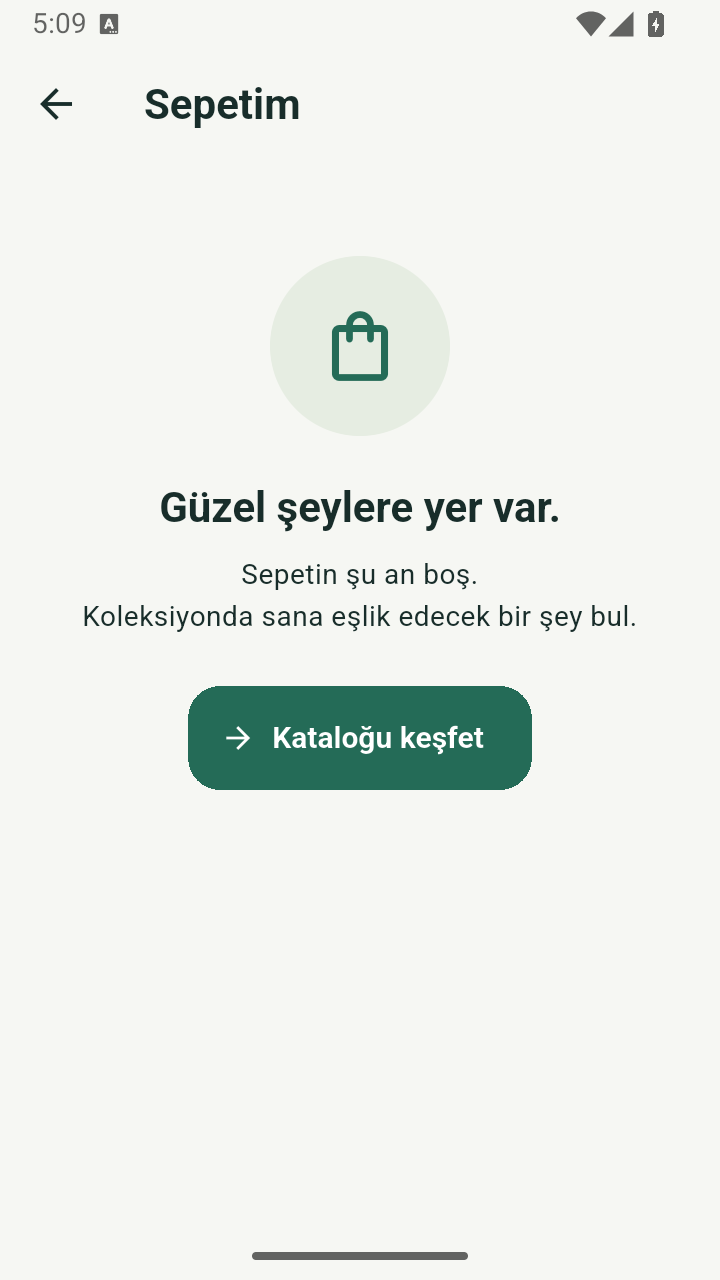 5:09
Sepetim
Güzel şeylere yer var.
Sepetin şu an boş.
Koleksiyonda sana eşlik edecek bir şey bul.
Kataloğu keşfet